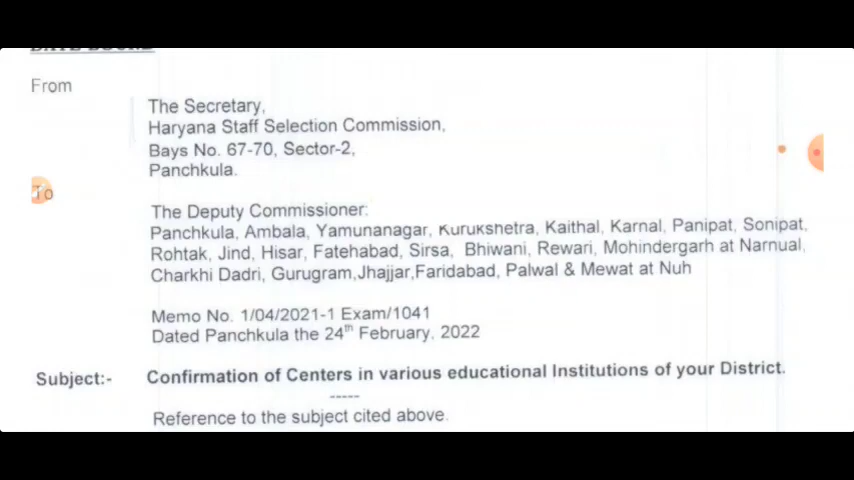 From
The Secretary,
Haryana Staff Selection Commission,
Bays No. 67-70, Sector-2,
Panchkula.
To
The Deputy Commissioner:
Panchkula, Ambala, Yamunanagar, Kurukshetra, Kaithal, Karnal, Panipat, Sonipat,
Rohtak, Jind, Hisar, Fatehabad, Sirsa, Bhiwani, Rewari, Mohindergarh at Narnual,
Charkhi Dadri, Gurugram,Jhajjar,Faridabad, Palwal & Mewat at Nuh
Memo No. 1/04/2021-1 Exam/1041
Dated Panchkula the 24th February, 2022
Subject:- Confirmation of Centers in various educational Institutions of your District.
-----
Reference to the subject cited above.